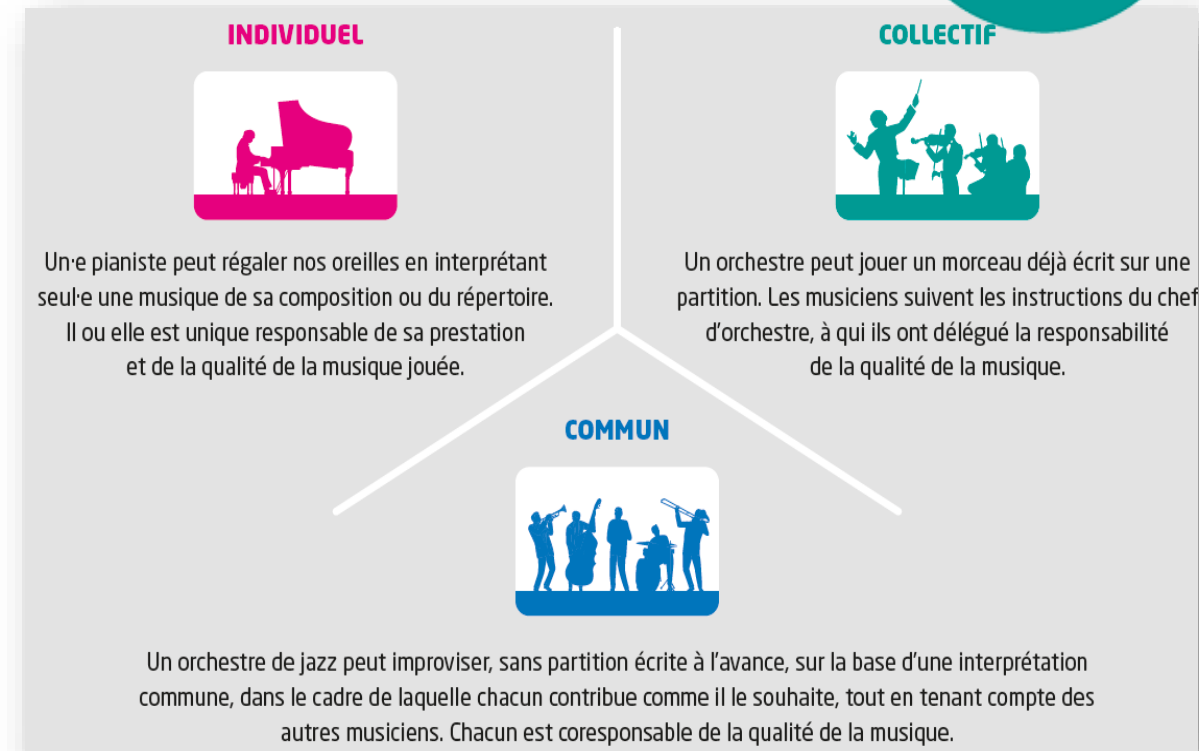 INDIVIDUEL
Un·e pianiste peut régaler nos oreilles en interprétant
seul·e une musique de sa composition ou du répertoire.
Il ou elle est unique responsable de sa prestation
et de la qualité de la musique jouée.
COLLECTIF
Un orchestre peut jouer un morceau déjà écrit sur une
partition. Les musiciens suivent les instructions du chef
d'orchestre, à qui ils ont délégué la responsabilité
de la qualité de la musique.
COMMUN
Un orchestre de jazz peut improviser, sans partition écrite à l'avance, sur la base d'une interprétation
commune, dans le cadre de laquelle chacun contribue comme il le souhaite, tout en tenant compte des
autres musiciens. Chacun est coresponsable de la qualité de la musique.